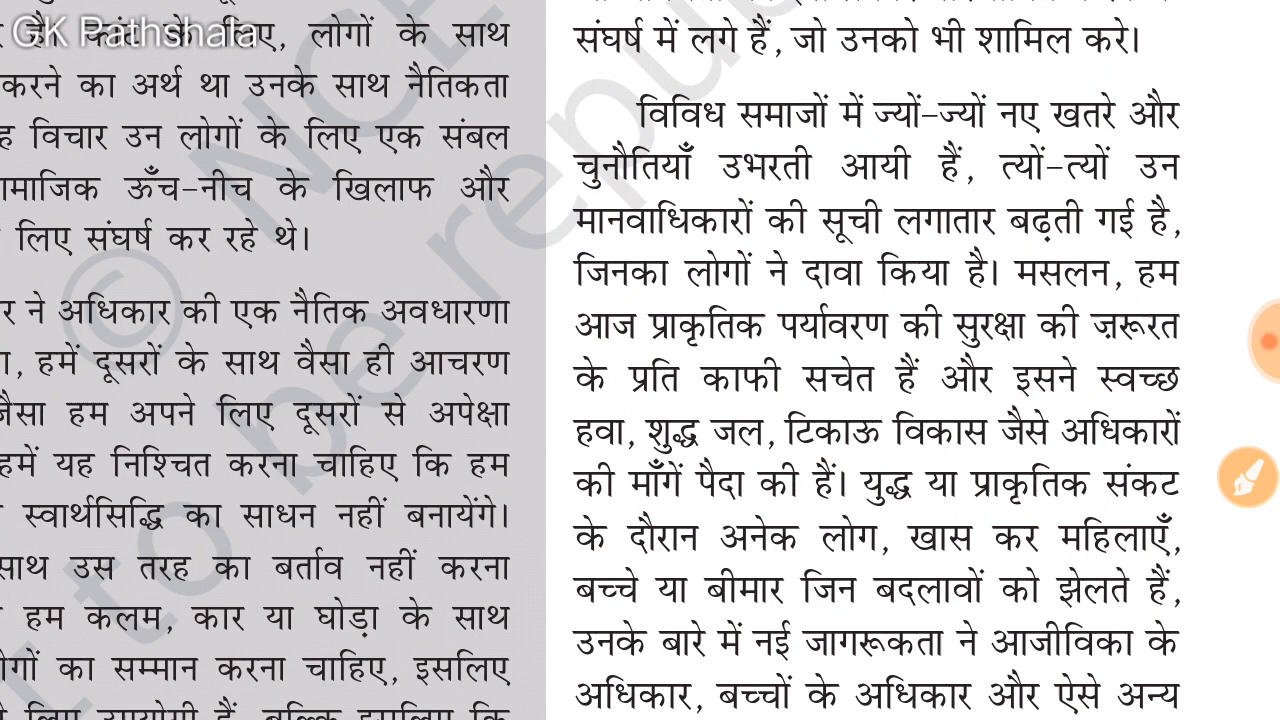 GK Pathshala
है। कांट के लिए, लोगों के साथ
करने का अर्थ था उनके साथ नैतिकता
विचार उन लोगों के लिए एक संबल
ऊँच-नीच के खिलाफ और
लिए संघर्ष कर रहे थे।
ने अधिकार की एक नैतिक अवधारणा
हमें दूसरों के साथ वैसा ही आचरण
जैसा हम अपने लिए दूसरों से अपेक्षा
हमें यह निश्चित करना चाहिए कि हम
स्वार्थसिद्धि का साधन नहीं बनायेंगे।
साथ उस तरह का बर्ताव नहीं करना
हम कलम, कार या घोड़ा के साथ
का सम्मान करना चाहिए, इसलिए
संघर्ष में लगे हैं, जो उनको भी शामिल करे।
विविध समाजों में ज्यों-ज्यों नए खतरे और
चुनौतियाँ उभरती आयी हैं, त्यों-त्यों उन
मानवाधिकारों की सूची लगातार बढ़ती गई है,
जिनका लोगों ने दावा किया है। मसलन, हम
आज प्राकृतिक पर्यावरण की सुरक्षा की ज़रूरत
के प्रति काफी सचेत हैं और इसने स्वच्छ
हवा, शुद्ध जल, टिकाऊ विकास जैसे अधिकारों
की माँगें पैदा की हैं। युद्ध या प्राकृतिक संकट
के दौरान अनेक लोग, खास कर महिलाएँ,
बच्चे या बीमार जिन बदलावों को झेलते हैं,
उनके बारे में नई जागरूकता ने आजीविका के
अधिकार, बच्चों के अधिकार और ऐसे अन्य